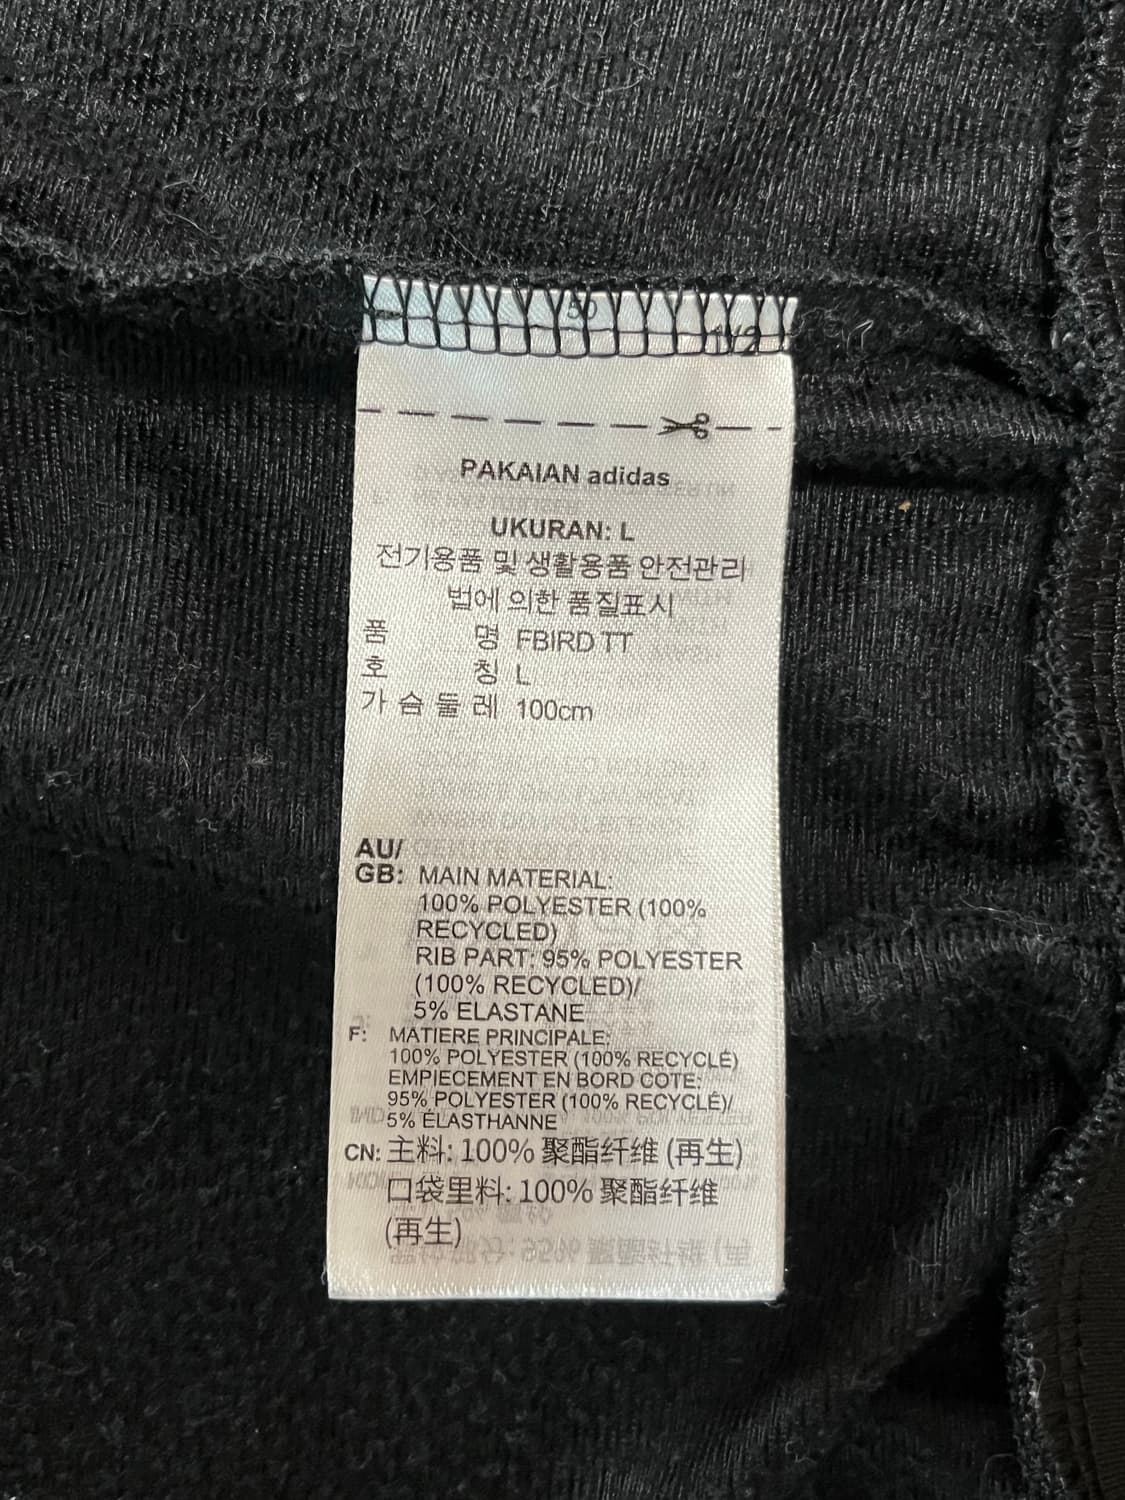 50
1/2
PAKAIAN adidas
UKURAN: L
전기용품 및 생활용품 안전관리
법에 의한 품질표시
품 명 FBIRD TT
호 칭 L
가 슴 둘 레 100cm
AU/
GB: MAIN MATERIAL:
100% POLYESTER (100%
RECYCLED)
RIB PART: 95% POLYESTER
(100% RECYCLED)/
5% ELASTANE
F: MATIERE PRINCIPALE:
100% POLYESTER (100% RECYCLÉ)
EMPIECEMENT EN BORD COTE:
95% POLYESTER (100% RECYCLÉ)/
5% ÉLASTHANNE
CN: 主料: 100% 聚酯纤维 (再生)
口袋里料: 100% 聚酯纤维
(再生)